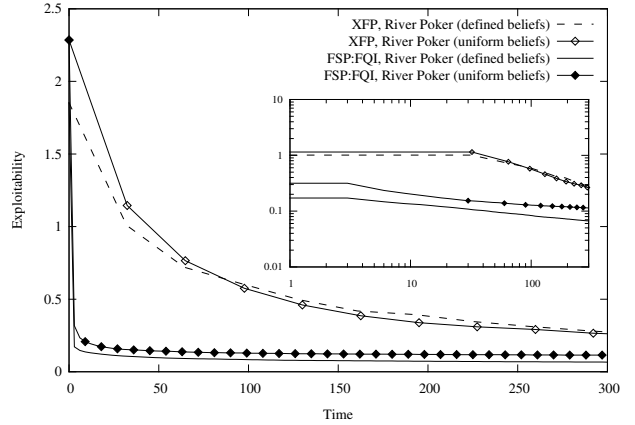 2.5
2
1.5
1
0.5
0
Exploitability
XFP, River Poker (defined beliefs)
XFP, River Poker (uniform beliefs)
FSP:FQI, River Poker (defined beliefs)
FSP:FQI, River Poker (uniform beliefs)
10
1
0.1
0.01
1 10 100
0 50 100 150 200 250 300
Time